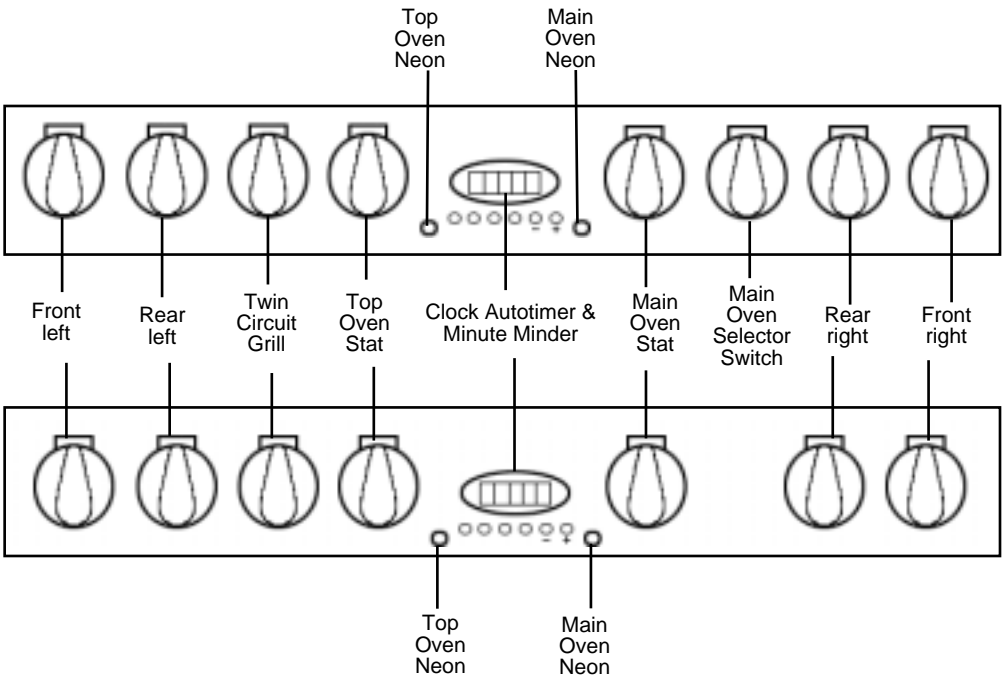 Top
Oven
Neon
Main
Oven
Neon
- +
Front
left
Rear
left
Twin
Circuit
Grill
Top
Oven
Stat
Clock Autotimer &
Minute Minder
Main
Oven
Stat
Main
Oven
Selector
Switch
Rear
right
Front
right
- +
Top
Oven
Neon
Main
Oven
Neon